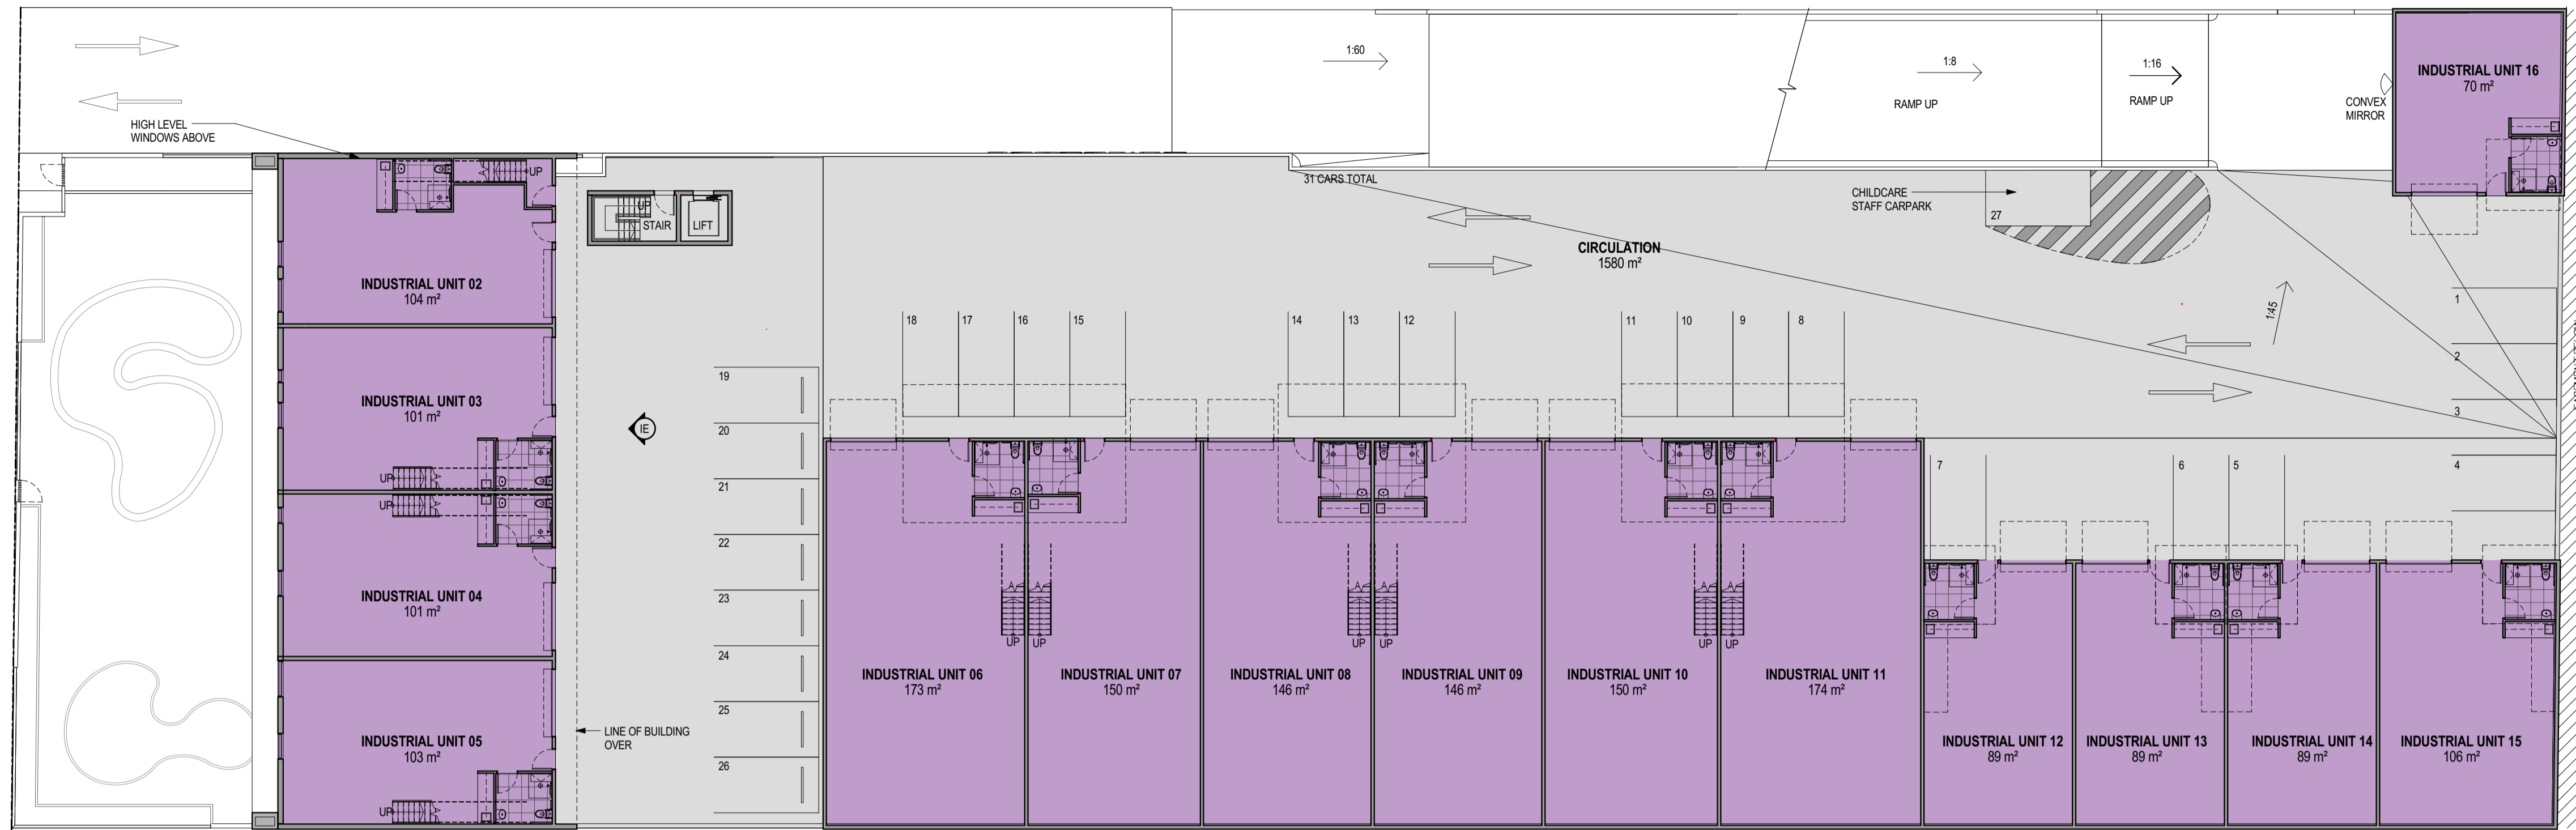 1:60
1:8
1:16
RAMP UP
RAMP UP
CONVEX
MIRROR
INDUSTRIAL UNIT 16
70 m²
HIGH LEVEL
WINDOWS ABOVE
UP
UP
STAIR
LIFT
31 CARS TOTAL
CHILDCARE
STAFF CARPARK
27
CIRCULATION
1580 m²
INDUSTRIAL UNIT 02
104 m²
1:45
1
2
3
4
18
17
16
15
14
13
12
11
10
9
8
7
6
5
19
20
21
22
23
24
25
26
IE
INDUSTRIAL UNIT 03
101 m²
UP
UP
INDUSTRIAL UNIT 04
101 m²
INDUSTRIAL UNIT 05
103 m²
UP
LINE OF BUILDING
OVER
UP
UP
UP
UP
UP
UP
INDUSTRIAL UNIT 06
173 m²
INDUSTRIAL UNIT 07
150 m²
INDUSTRIAL UNIT 08
146 m²
INDUSTRIAL UNIT 09
146 m²
INDUSTRIAL UNIT 10
150 m²
INDUSTRIAL UNIT 11
174 m²
INDUSTRIAL UNIT 12
89 m²
INDUSTRIAL UNIT 13
89 m²
INDUSTRIAL UNIT 14
89 m²
INDUSTRIAL UNIT 15
106 m²